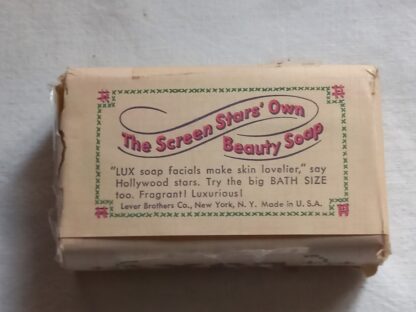 The Screen Stars' Own
Beauty Soap
"LUX soap facials make skin lovelier," say
Hollywood stars. Try the big BATH SIZE
too. Fragrant! Luxurious!
Lever Brothers Co., New York, N. Y. Made in U. S. A.